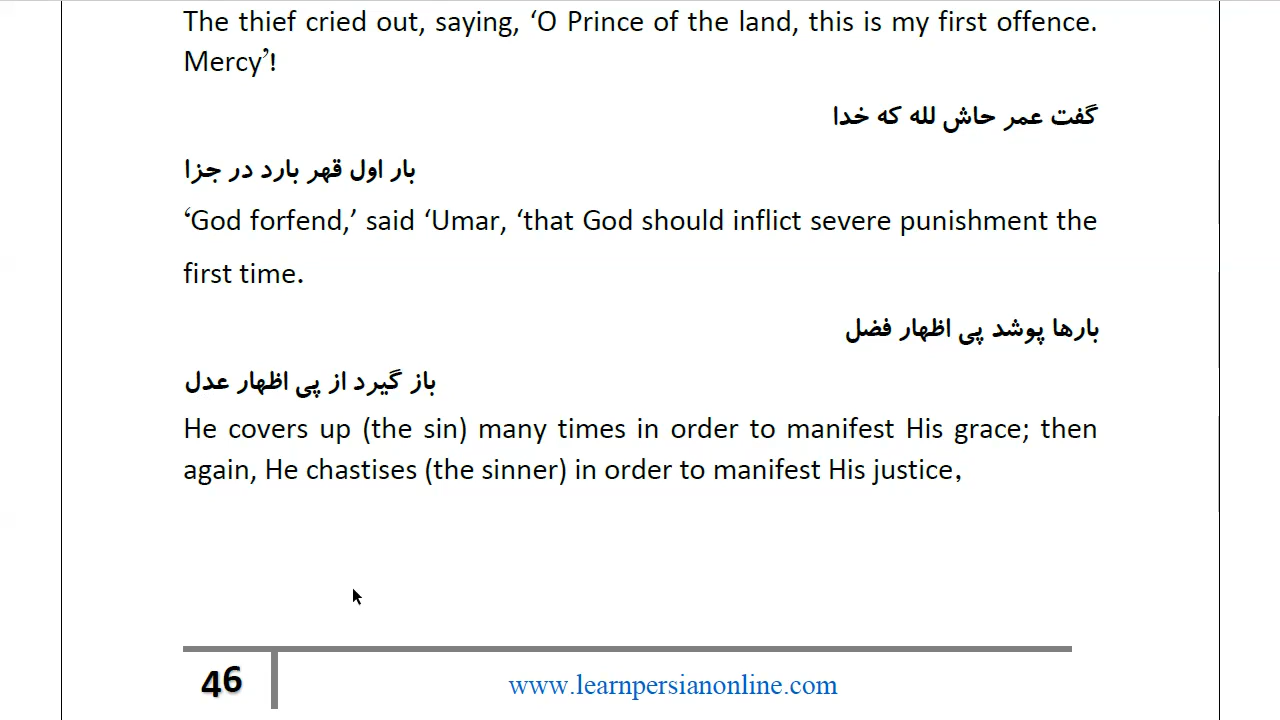 The thief cried out, saying, ‘O Prince of the land, this is my first offence.
Mercy’!
گفت عمر حاش لله که خدا
بار اول قهر بارد در جزا
‘God forfend,’ said ‘Umar, ‘that God should inflict severe punishment the
first time.
بارها پوشد پی اظهار فضل
باز گیرد از پی اظهار عدل
He covers up (the sin) many times in order to manifest His grace; then
again, He chastises (the sinner) in order to manifest His justice,
46
www.learnpersianonline.com